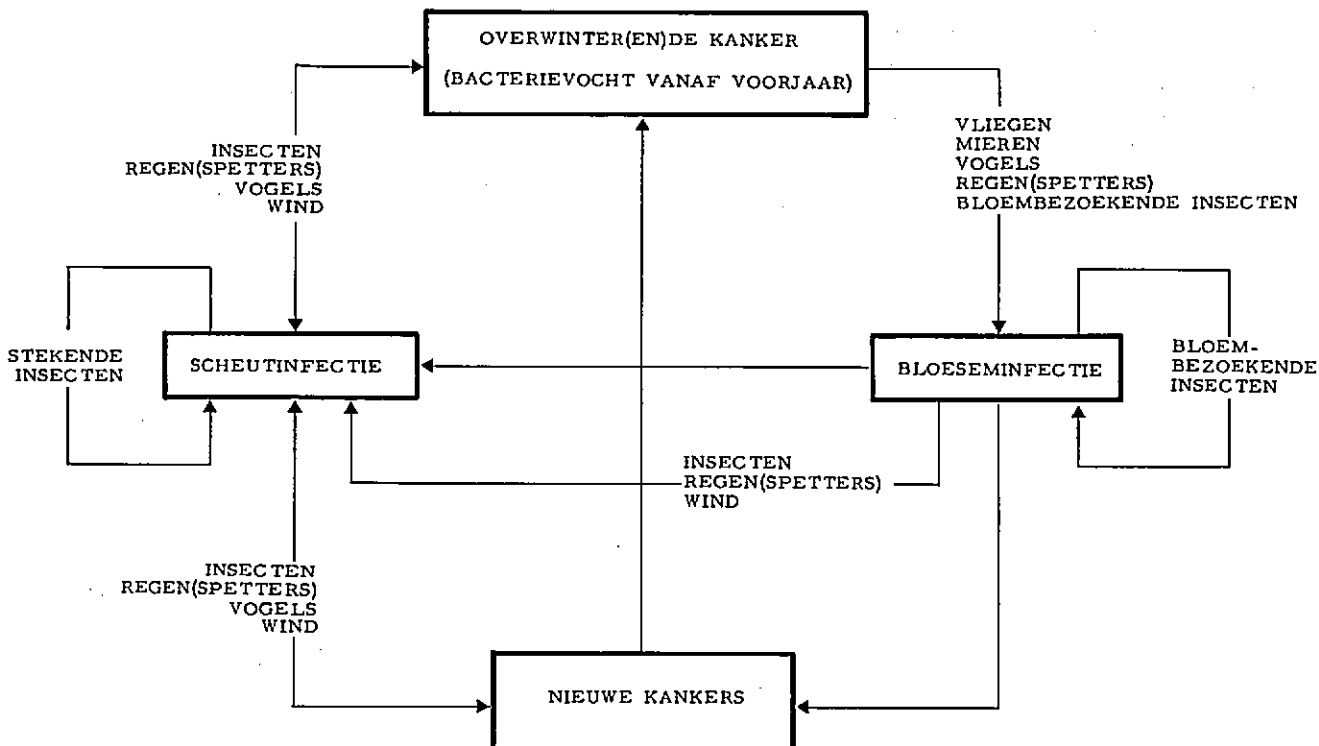 OVERWINTER(EN)DE KANKER
(BACTERIEVOCHT VANAF VOORJAAR)
INSECTEN
REGEN(SPETTERS)
VOGELS
WIND
VLIEGEN
MIEREN
VOGELS
REGEN(SPETTERS)
BLOEMBEZOEKENDE INSECTEN
STEKENDE
INSECTEN
SCHEUTINFECTIE
BLOESEMINFECTIE
BLOEM-
BEZOEKENDE
INSECTEN
INSECTEN
REGEN(SPETTERS)
WIND
INSECTEN
REGEN(SPETTERS)
VOGELS
WIND
NIEUWE KANKERS